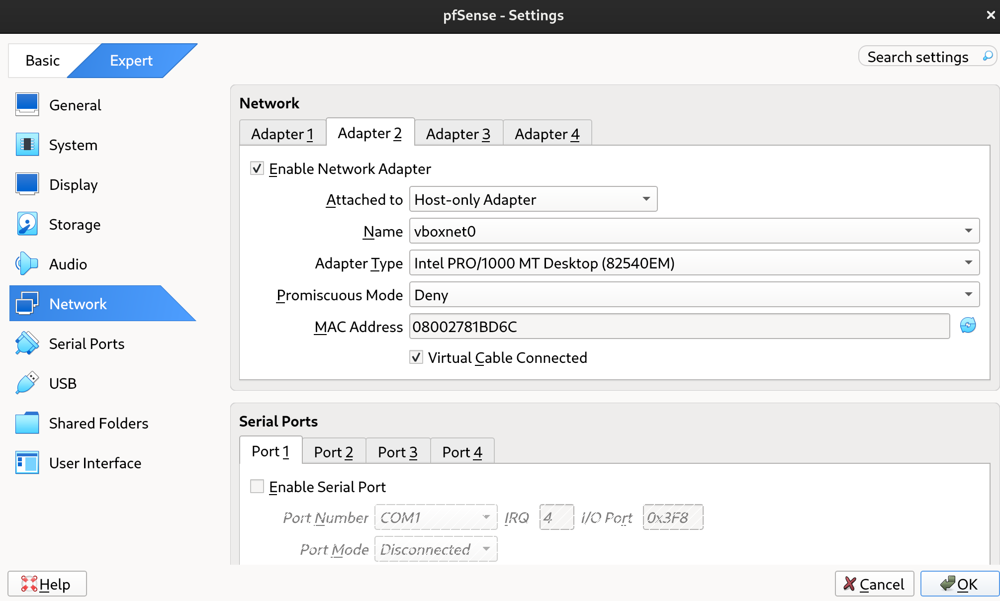 pfSense - Settings
Basic
Expert
Search settings
General
System
Display
Storage
Audio
Network
Serial Ports
USB
Shared Folders
User Interface
Network
Adapter 1
Adapter 2
Adapter 3
Adapter 4
Enable Network Adapter
Attached to
Host-only Adapter
Name
vboxnet0
Adapter Type
Intel PRO/1000 MT Desktop (82540EM)
Promiscuous Mode
Deny
MAC Address
08002781BD6C
Virtual Cable Connected
Serial Ports
Port 1
Port 2
Port 3
Port 4
Enable Serial Port
Port Number
COM1
IRQ
4
I/O Port
0x3F8
Port Mode
Disconnected
Help
Cancel
OK